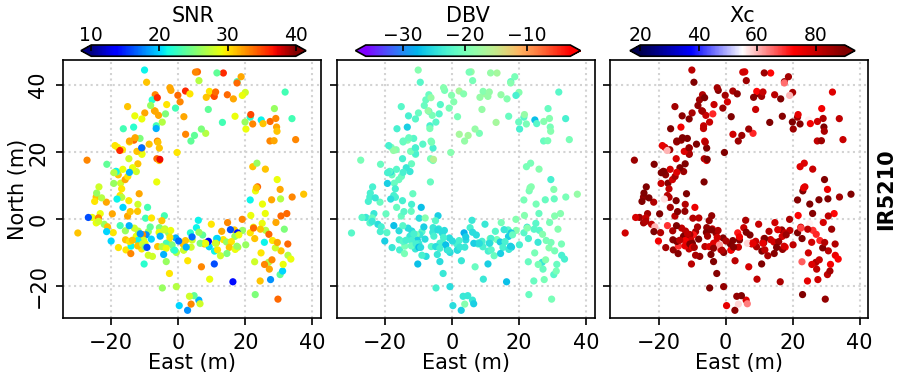 SNR DBV Xc
10 20 30 40 −30 −20 −10 20 40 60 80
40
20
0
−20
North (m)
IR5210
−20 0 20 40 −20 0 20 40 −20 0 20 40
East (m) East (m) East (m)